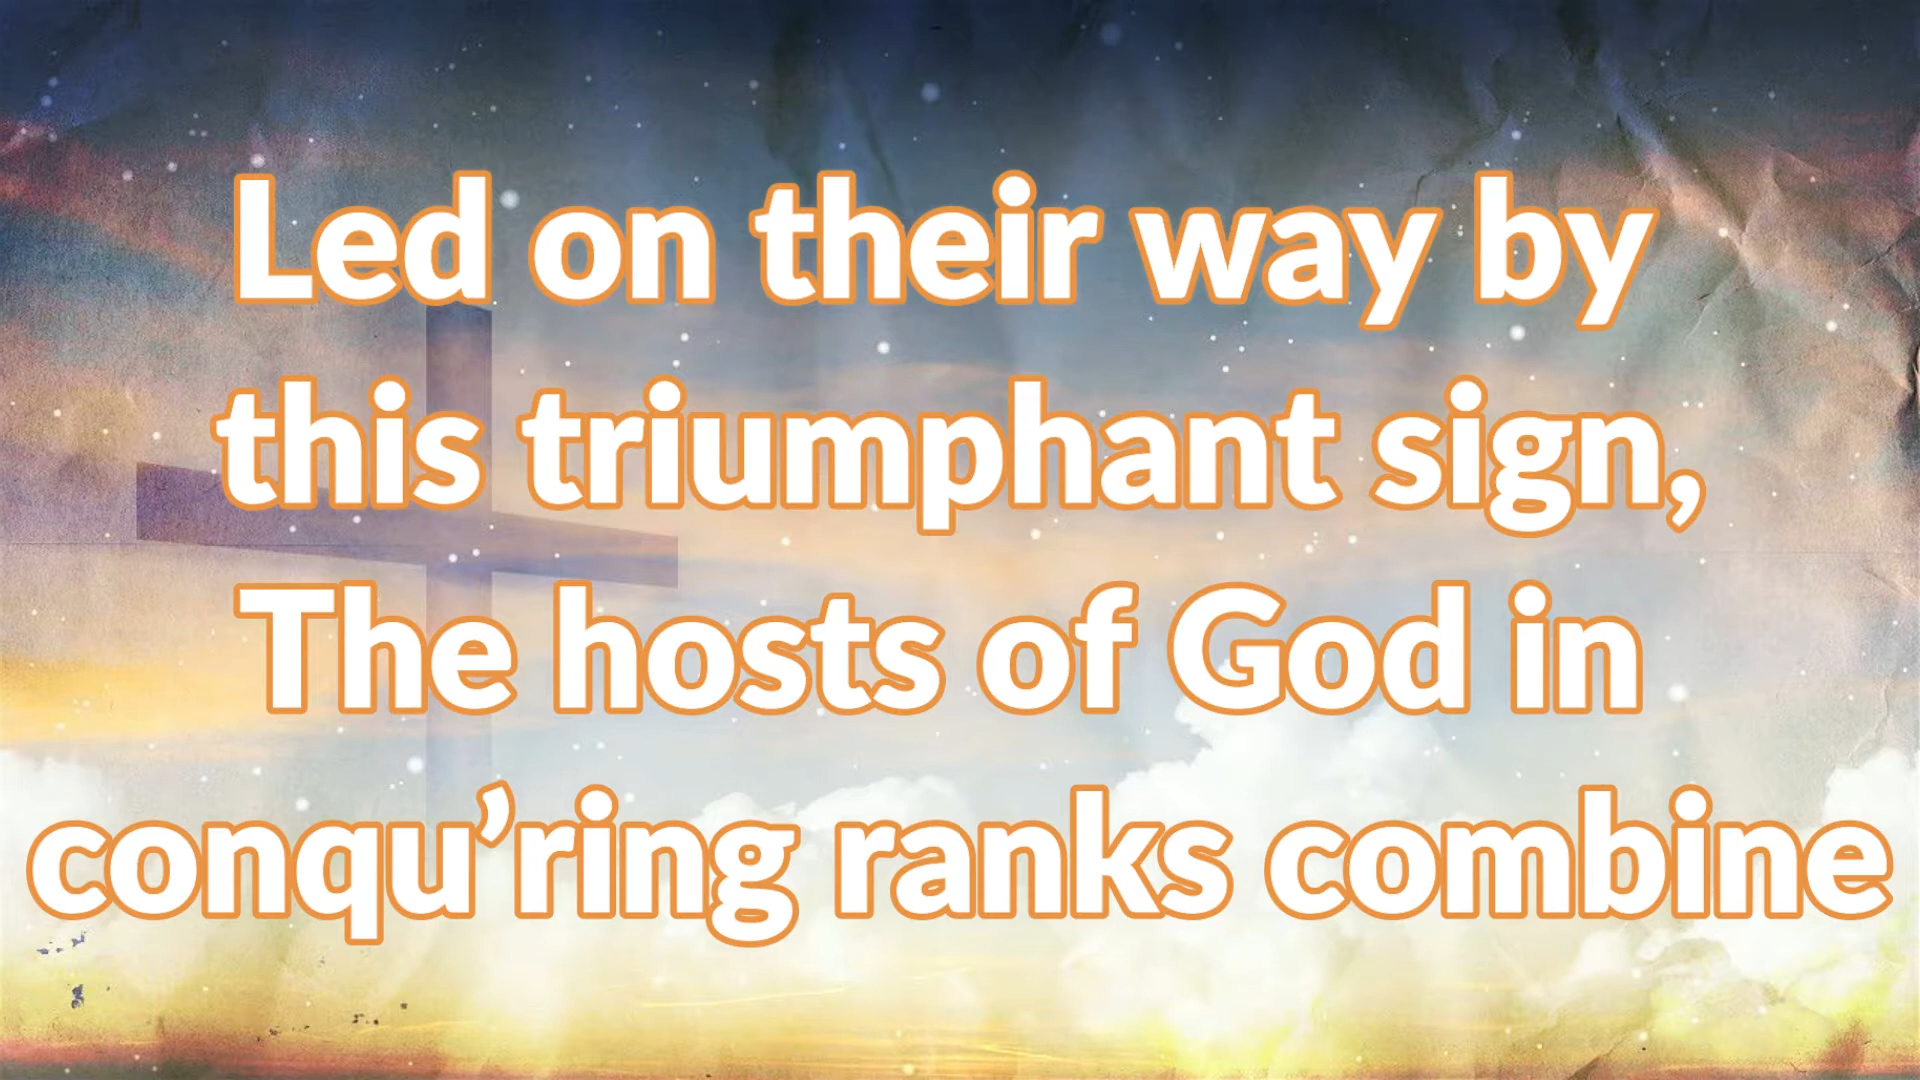 Led on their way by
this triumphant sign,
The hosts of God in
conqu’ring ranks combine